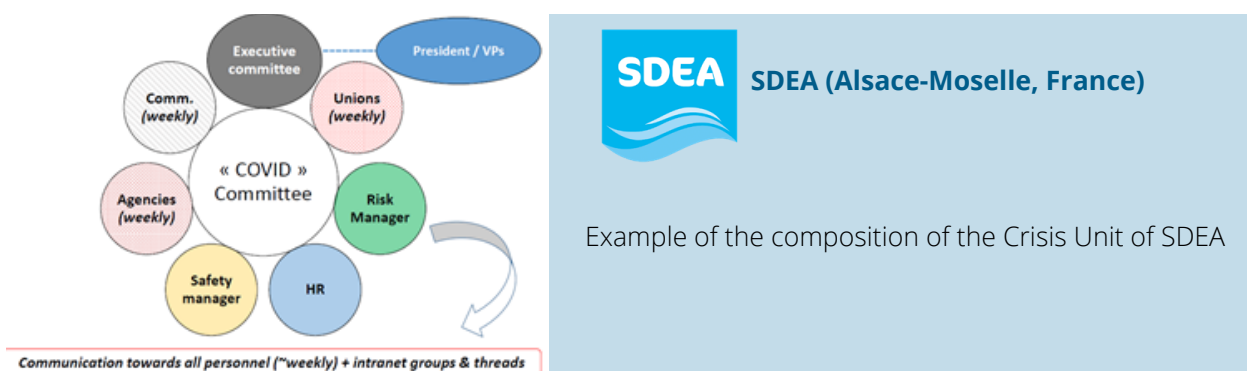 Executive
committee
President / VPs
Comm.
(weekly)
Unions
(weekly)
« COVID »
Committee
Agencies
(weekly)
Risk
Manager
Safety
manager
HR
Communication towards all personnel (~weekly) + intranet groups & threads
SDEA
SDEA (Alsace-Moselle, France)
Example of the composition of the Crisis Unit of SDEA